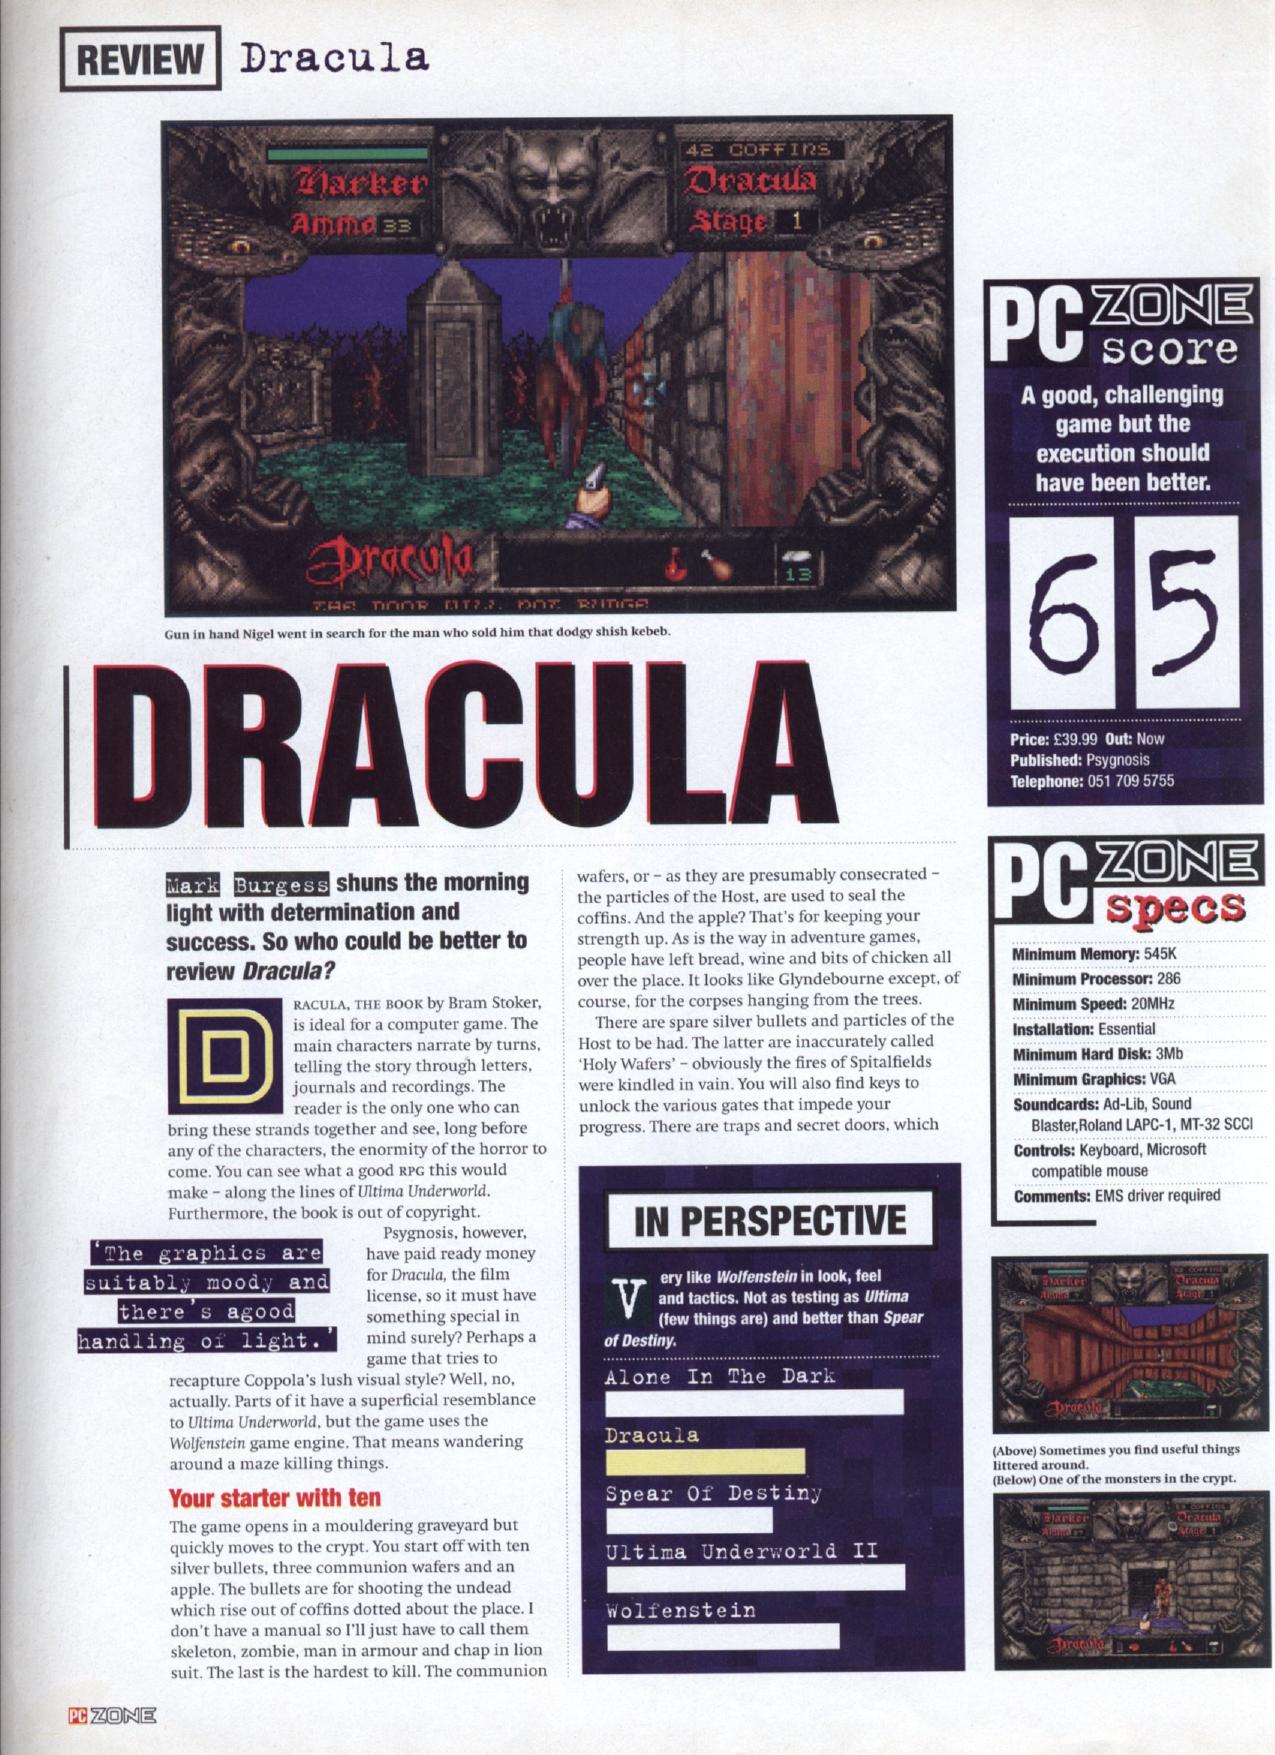 REVIEW Dracula
42 COFFINS
Harker
Dracula
Ammo 33
Stage 1
Dracula
13
THE DOOR WILL NOT BUDGE
Gun in hand Nigel went in search for the man who sold him that dodgy shish kebeb.
DRACULA
Mark Burgess shuns the morning
light with determination and
success. So who could be better to
review Dracula?
DRACULA, THE BOOK by Bram Stoker,
is ideal for a computer game. The
main characters narrate by turns,
telling the story through letters,
journals and recordings. The
reader is the only one who can
bring these strands together and see, long before
any of the characters, the enormity of the horror to
come. You can see what a good RPG this would
make – along the lines of Ultima Underworld.
Furthermore, the book is out of copyright.
Psygnosis, however,
have paid ready money
for Dracula, the film
license, so it must have
something special in
mind surely? Perhaps a
game that tries to
recapture Coppola's lush visual style? Well, no,
actually. Parts of it have a superficial resemblance
to Ultima Underworld, but the game uses the
Wolfenstein game engine. That means wandering
around a maze killing things.
'The graphics are
suitably moody and
there's agood
handling of light.'
Your starter with ten
The game opens in a mouldering graveyard but
quickly moves to the crypt. You start off with ten
silver bullets, three communion wafers and an
apple. The bullets are for shooting the undead
which rise out of coffins dotted about the place. I
don't have a manual so I'll just have to call them
skeleton, zombie, man in armour and chap in lion
suit. The last is the hardest to kill. The communion
wafers, or – as they are presumably consecrated –
the particles of the Host, are used to seal the
coffins. And the apple? That's for keeping your
strength up. As is the way in adventure games,
people have left bread, wine and bits of chicken all
over the place. It looks like Glyndebourne except, of
course, for the corpses hanging from the trees.
There are spare silver bullets and particles of the
Host to be had. The latter are inaccurately called
'Holy Wafers' – obviously the fires of Spitalfields
were kindled in vain. You will also find keys to
unlock the various gates that impede your
progress. There are traps and secret doors, which
IN PERSPECTIVE
Very like Wolfenstein in look, feel
and tactics. Not as testing as Ultima
(few things are) and better than Spear
of Destiny.
Alone In The Dark
Dracula
Spear Of Destiny
Ultima Underworld II
Wolfenstein
PC ZONE
score
A good, challenging
game but the
execution should
have been better.
65
Price: £39.99 Out: Now
Published: Psygnosis
Telephone: 051 709 5755
PC ZONE
specs
Minimum Memory: 545K
Minimum Processor: 286
Minimum Speed: 20MHz
Installation: Essential
Minimum Hard Disk: 3Mb
Minimum Graphics: VGA
Soundcards: Ad-Lib, Sound
Blaster,Roland LAPC-1, MT-32 SCCI
Controls: Keyboard, Microsoft
compatible mouse
Comments: EMS driver required
Harker
Dracula
Stage 1
Dracula
(Above) Sometimes you find useful things
littered around.
(Below) One of the monsters in the crypt.
Harker
Dracula
Stage 1
Dracula
PC ZONE